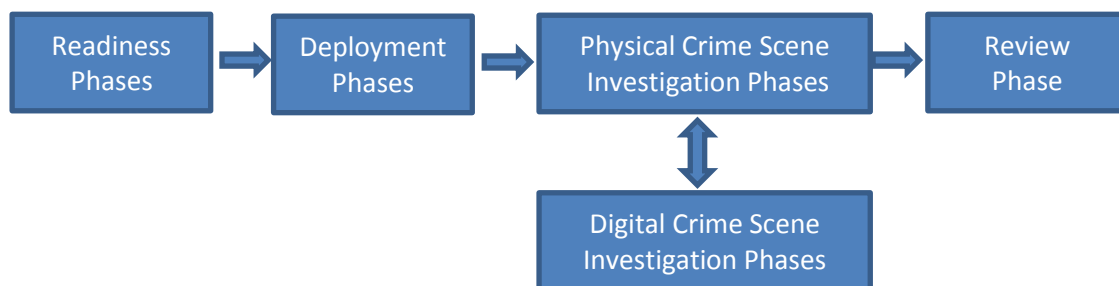 Readiness
Phases
Deployment
Phases
Physical Crime Scene
Investigation Phases
Review
Phase
Digital Crime Scene
Investigation Phases